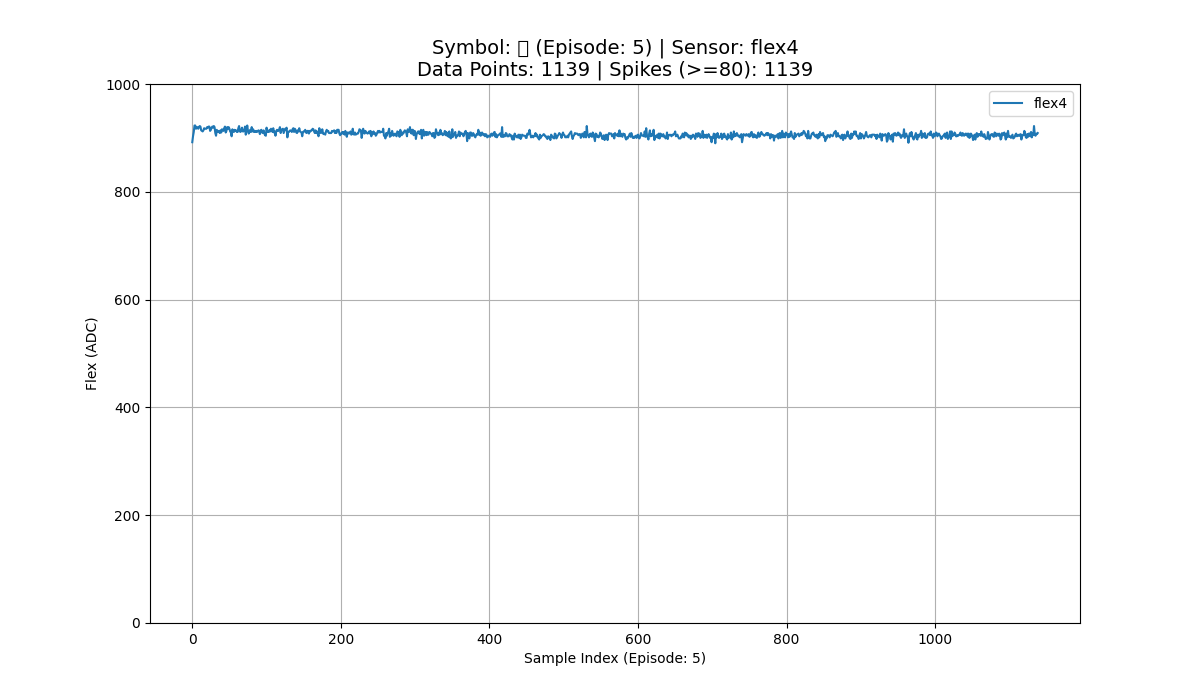 Symbol: (Episode: 5) | Sensor: flex4
Data Points: 1139 | Spikes (>=80): 1139
flex4
1000
800
600
400
200
0
Flex (ADC)
0 200 400 600 800 1000
Sample Index (Episode: 5)